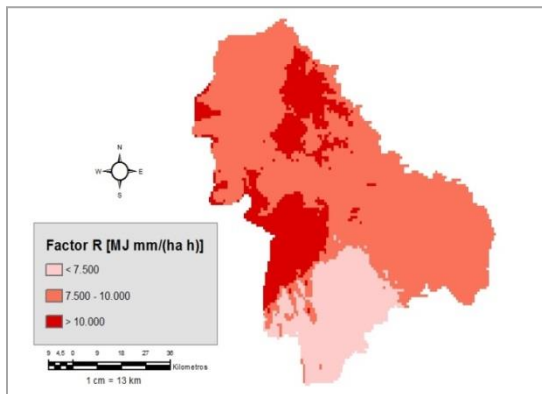 N
W E
S
Factor R [MJ mm/(ha h)]
< 7.500
7.500 - 10.000
> 10.000
9 4,5 0 9 18 27 36
Kilometros
1 cm = 13 km